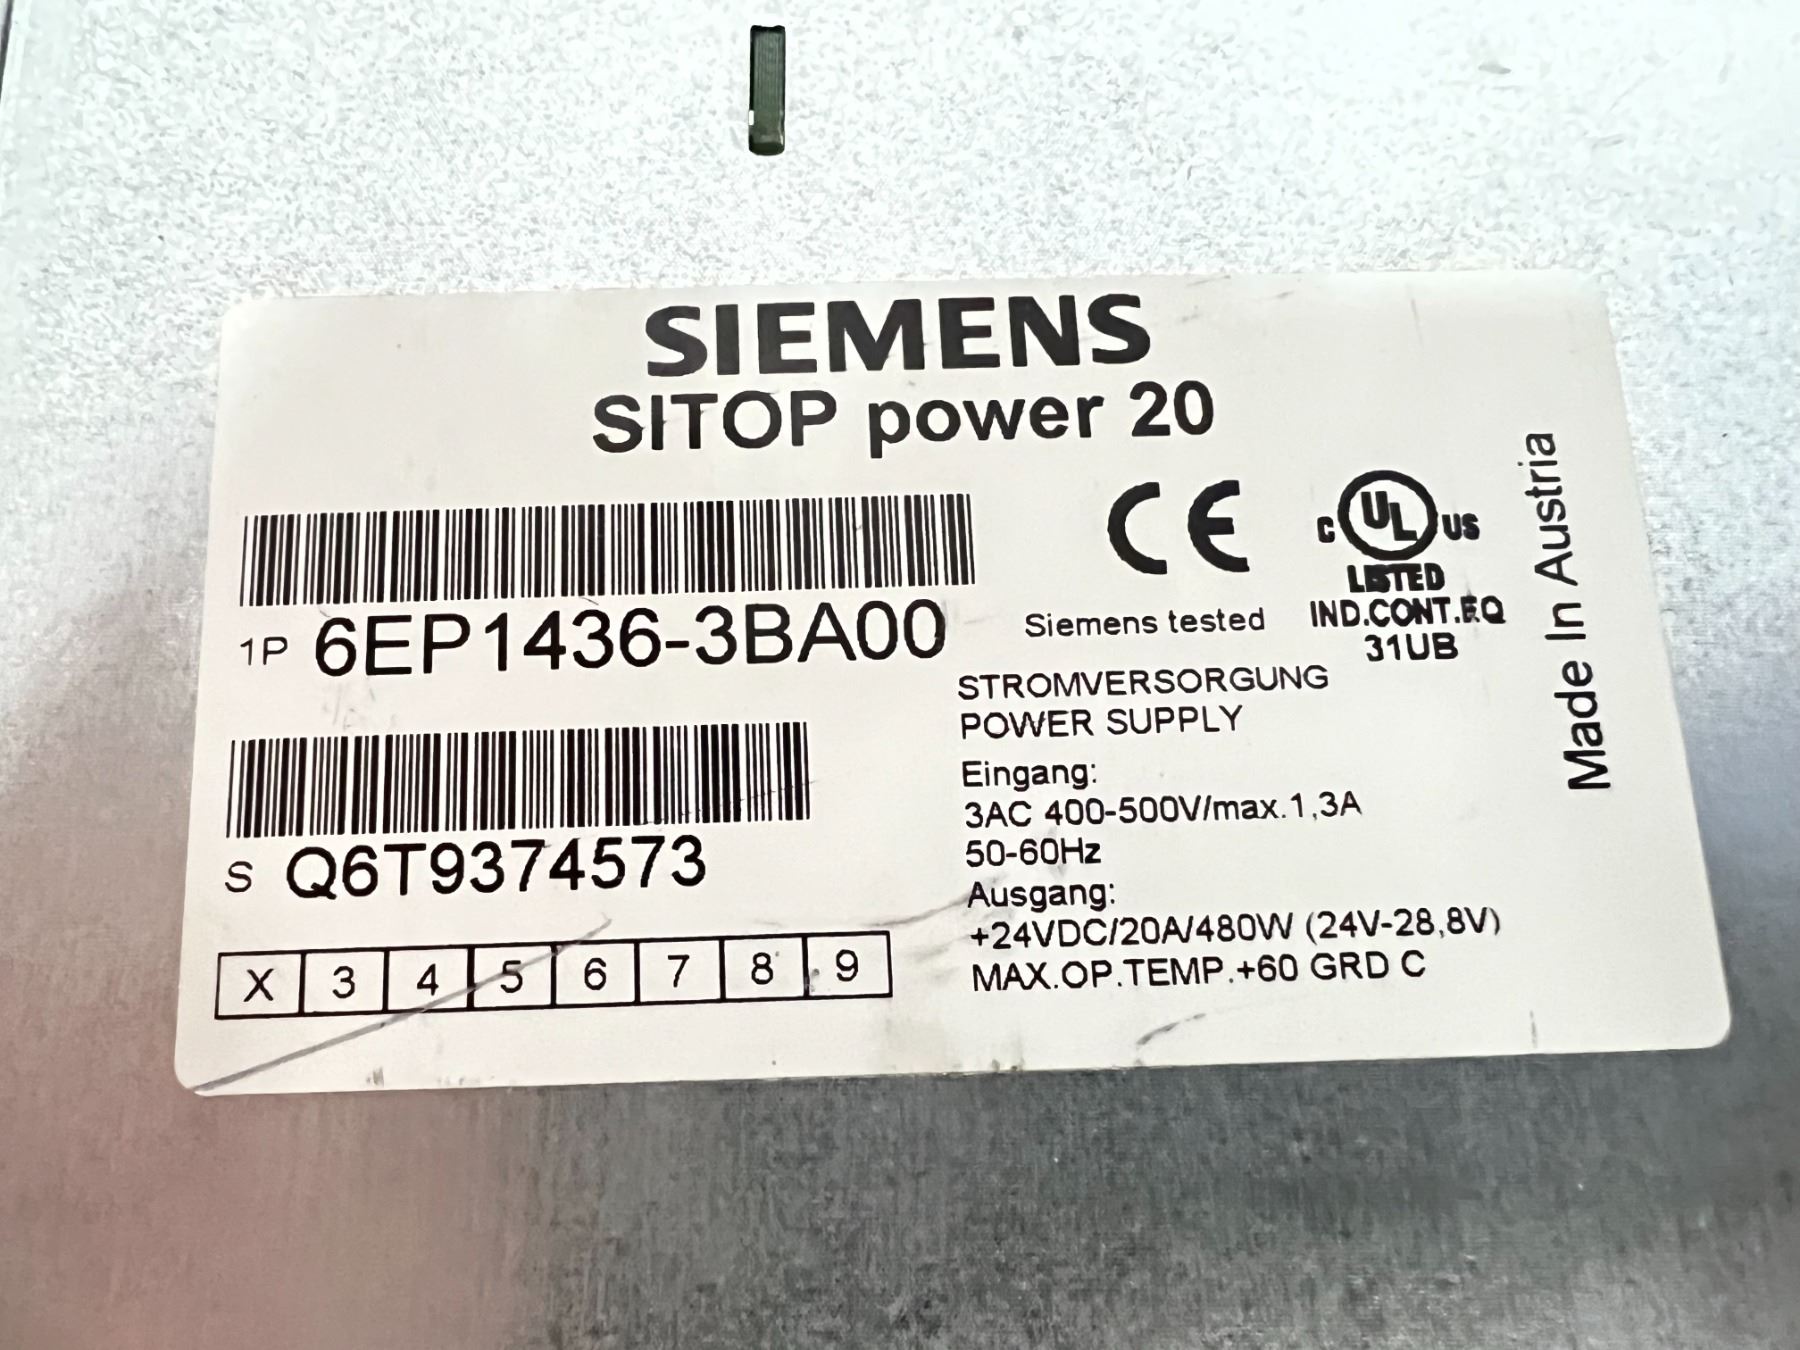 SIEMENS
SITOP power 20
1P 6EP1436-3BA00
S Q6T9374573
X 3 4 5 6 7 8 9
CE
Siemens tested
C UL US
LISTED
IND.CONT.EQ
31UB
STROMVERSORGUNG
POWER SUPPLY
Eingang:
3AC 400-500V/max.1,3A
50-60Hz
Ausgang:
+24VDC/20A/480W (24V-28,8V)
MAX.OP.TEMP.+60 GRD C
Made In Austria